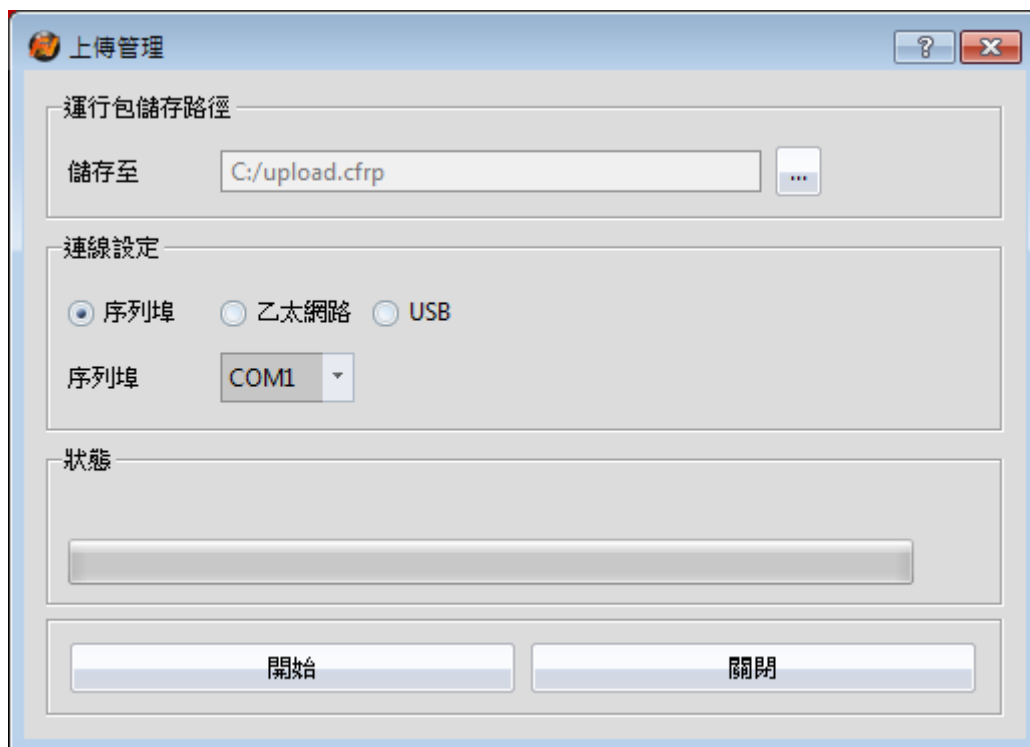 上傳管理
運行包儲存路徑
儲存至 C:/upload.cfrp ...
連線設定
序列埠 乙太網路 USB
序列埠 COM1
狀態
開始 關閉